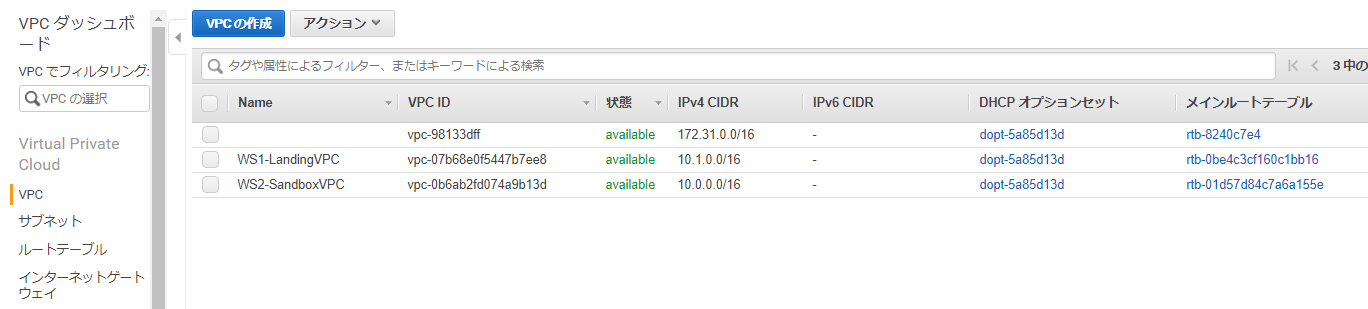 VPC ダッシュボ
ード
VPC でフィルタリング:
VPC の選択
Virtual Private
Cloud
VPC
サブネット
ルートテーブル
インターネットゲート
ウェイ
VPC の作成 アクション
タグや属性によるフィルター、またはキーワードによる検索 3 中の
Name VPC ID 状態 IPv4 CIDR IPv6 CIDR DHCP オプションセット メインルートテーブル
vpc-98133dff available 172.31.0.0/16 - dopt-5a85d13d rtb-8240c7e4
WS1-LandingVPC vpc-07b68e0f5447b7ee8 available 10.1.0.0/16 - dopt-5a85d13d rtb-0be4c3cf160c1bb16
WS2-SandboxVPC vpc-0b6ab2fd074a9b13d available 10.0.0.0/16 - dopt-5a85d13d rtb-01d57d84c7a6a155e